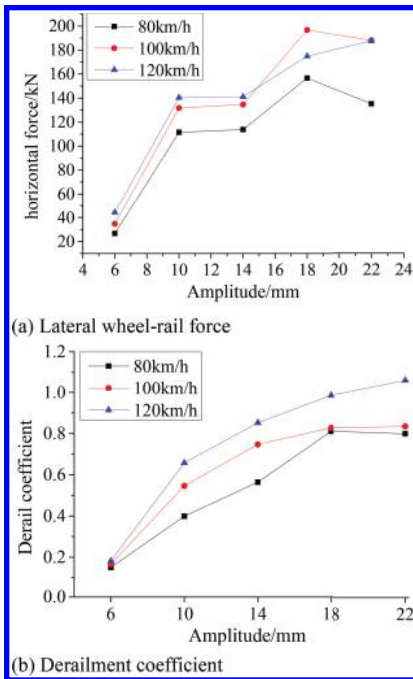 200
180
160
140
120
100
80
60
40
20
horizontal force/kN
80km/h
100km/h
120km/h
4 6 8 10 12 14 16 18 20 22 24
Amplitude/mm
(a) Lateral wheel-rail force
1.2
1.0
0.8
0.6
0.4
0.2
0.0
Derail coefficient
80km/h
100km/h
120km/h
6 10 14 18 22
Amplitude/mm
(b) Derailment coefficient